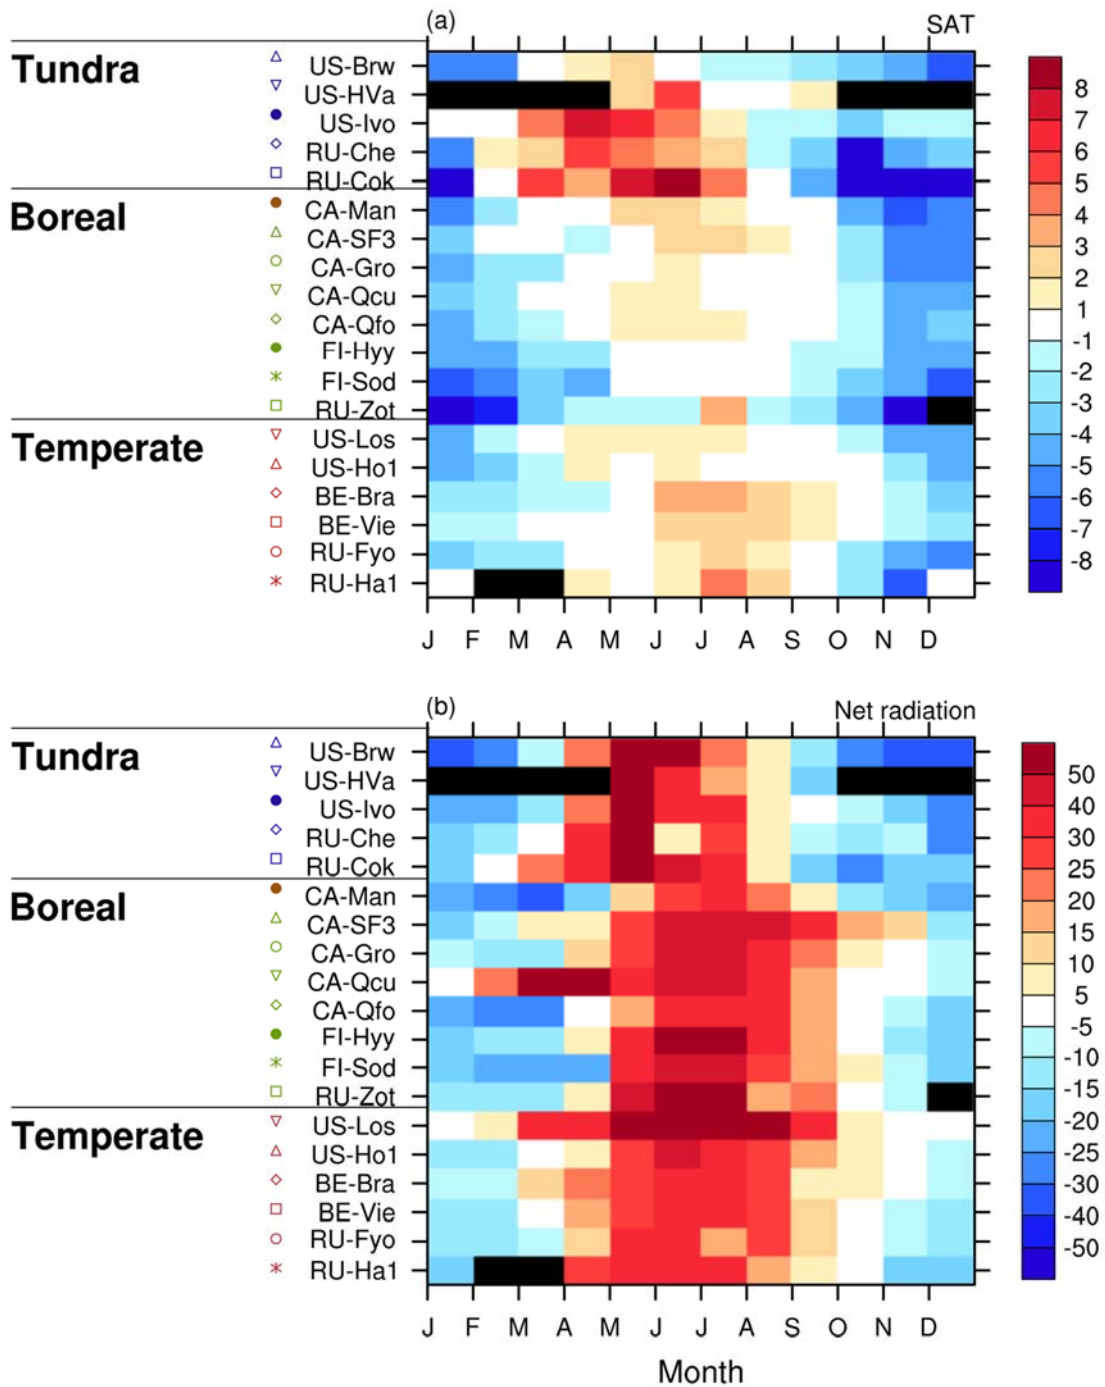 (a)
SAT
Tundra
US-Brw
US-HVa
US-Ivo
RU-Che
RU-Cok
Boreal
CA-Man
CA-SF3
CA-Gro
CA-Qcu
CA-Qfo
FI-Hyy
FI-Sod
RU-Zot
Temperate
US-Los
US-Ho1
BE-Bra
BE-Vie
RU-Fyo
RU-Ha1
J F M A M J J A S O N D
8
7
6
5
4
3
2
1
-1
-2
-3
-4
-5
-6
-7
-8
(b)
Net radiation
Tundra
US-Brw
US-HVa
US-Ivo
RU-Che
RU-Cok
Boreal
CA-Man
CA-SF3
CA-Gro
CA-Qcu
CA-Qfo
FI-Hyy
FI-Sod
RU-Zot
Temperate
US-Los
US-Ho1
BE-Bra
BE-Vie
RU-Fyo
RU-Ha1
J F M A M J J A S O N D
Month
50
40
30
25
20
15
10
5
-5
-10
-15
-20
-25
-30
-40
-50